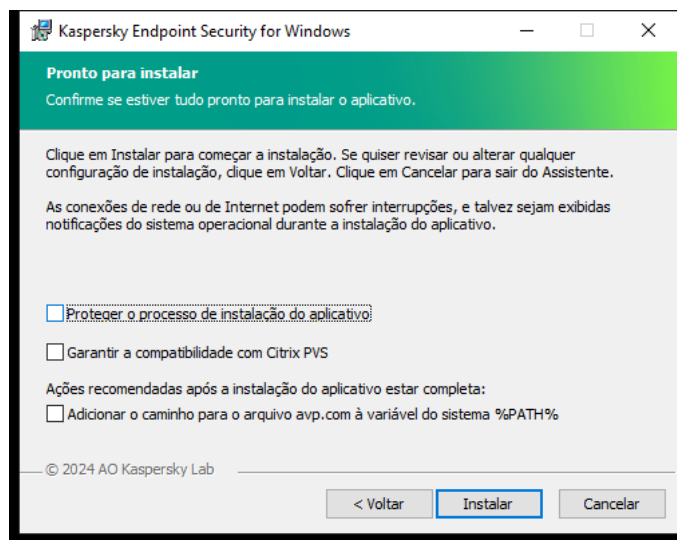 Kaspersky Endpoint Security for Windows
Pronto para instalar
Confirme se estiver tudo pronto para instalar o aplicativo.
Clique em Instalar para começar a instalação. Se quiser revisar ou alterar qualquer
configuração de instalação, clique em Voltar. Clique em Cancelar para sair do Assistente.
As conexões de rede ou de Internet podem sofrer interrupções, e talvez sejam exibidas
notificações do sistema operacional durante a instalação do aplicativo.
Proteger o processo de instalação do aplicativo
Garantir a compatibilidade com Citrix PVS
Ações recomendadas após a instalação do aplicativo estar completa:
Adicionar o caminho para o arquivo avp.com à variável do sistema %PATH%
© 2024 AO Kaspersky Lab
< Voltar Instalar Cancelar